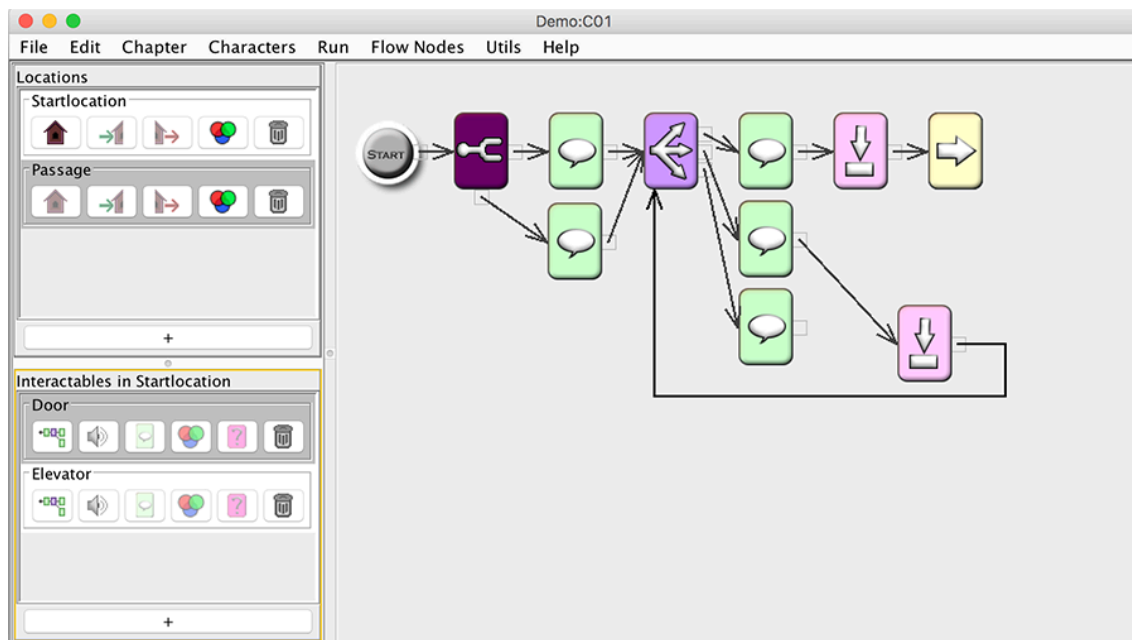 Demo:C01
File Edit Chapter Characters Run Flow Nodes Utils Help
Locations
Startlocation
Passage
+
Interactables in Startlocation
Door
?
Elevator
?
+
START